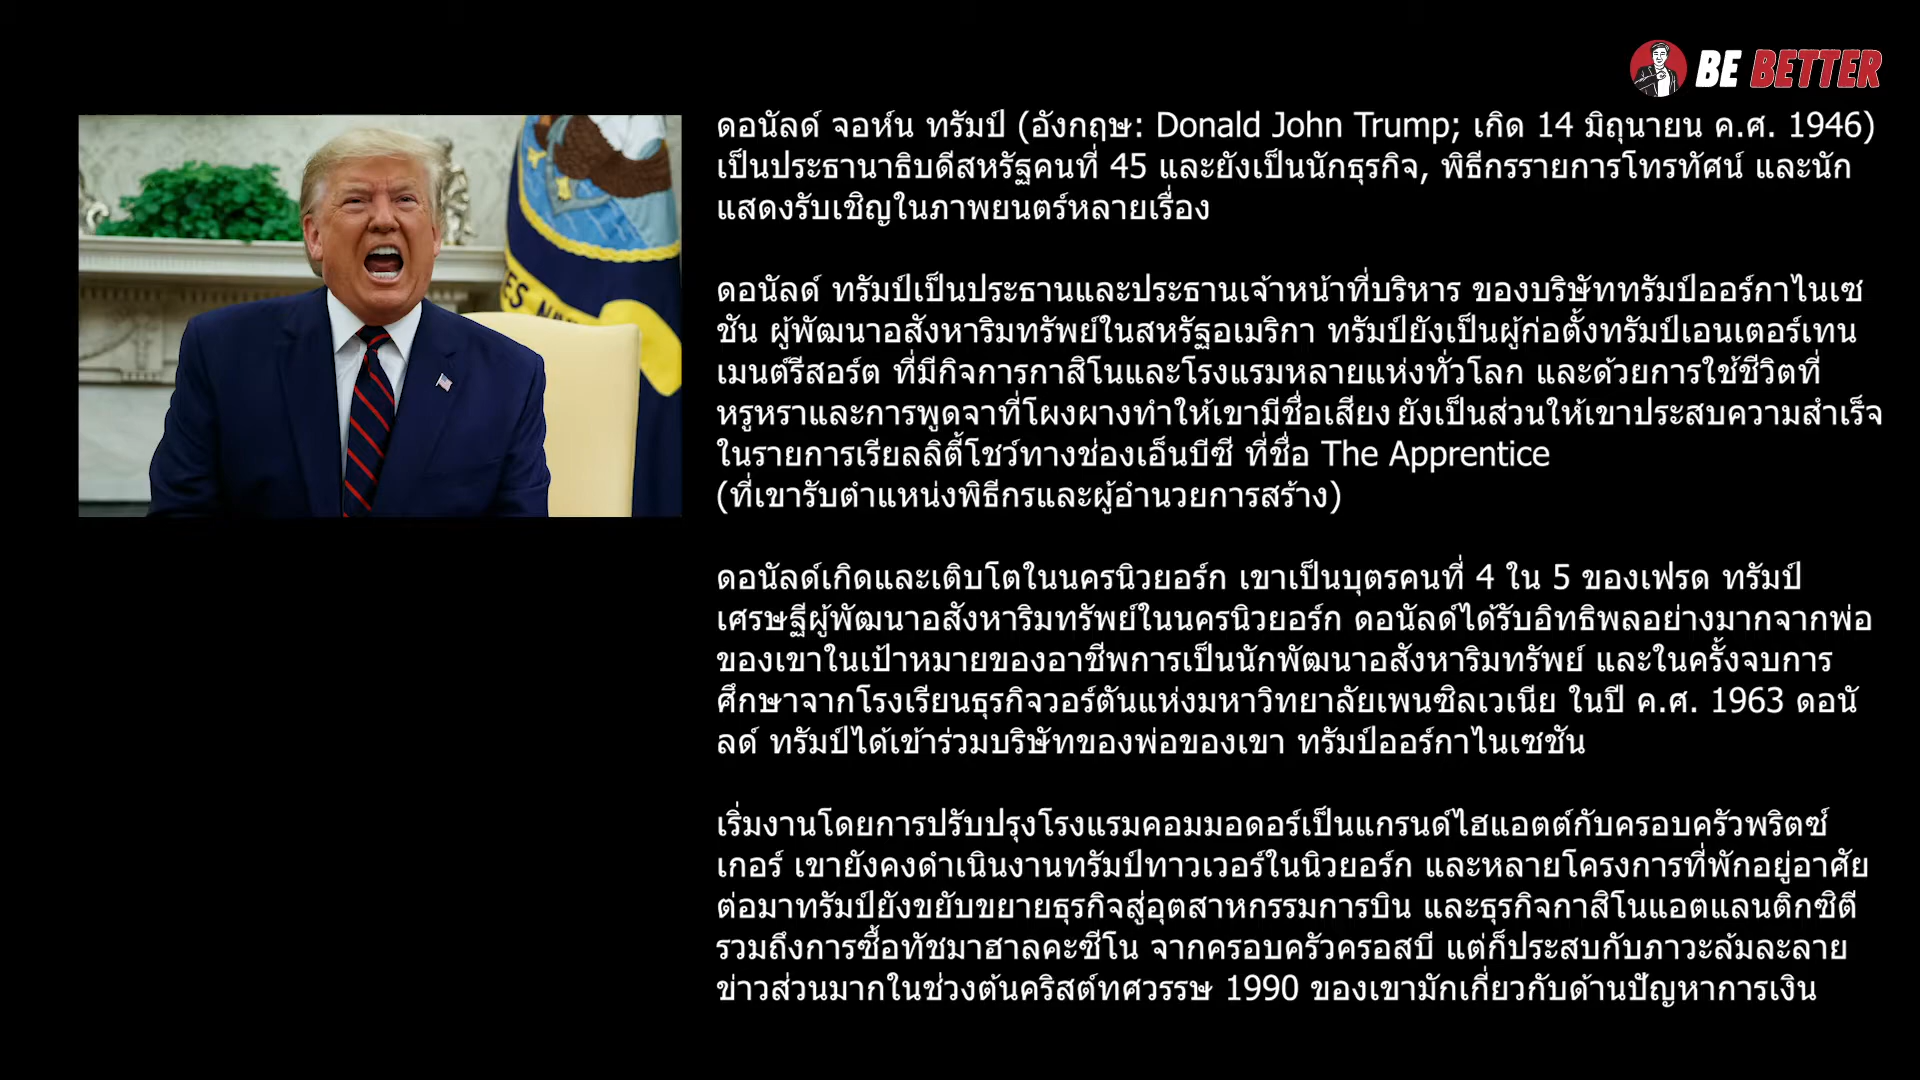 BE BETTER
ดอนัลด์ จอห์น ทรัมป์ (อังกฤษ: Donald John Trump; เกิด 14 มิถุนายน ค.ศ. 1946)
เป็นประธานาธิบดีสหรัฐคนที่ 45 และยังเป็นนักธุรกิจ, พิธีกรรายการโทรทัศน์ และนัก
แสดงรับเชิญในภาพยนตร์หลายเรื่อง
ดอนัลด์ ทรัมป์เป็นประธานและประธานเจ้าหน้าที่บริหาร ของบริษัททรัมป์ออร์กาไนเซ
ชัน ผู้พัฒนาอสังหาริมทรัพย์ในสหรัฐอเมริกา ทรัมป์ยังเป็นผู้ก่อตั้งทรัมป์เอนเตอร์เทน
เมนต์รีสอร์ต ที่มีกิจการกาสิโนและโรงแรมหลายแห่งทั่วโลก และด้วยการใช้ชีวิตที่
หรูหราและการพูดจาที่โผงผางทำให้เขามีชื่อเสียง ยังเป็นส่วนให้เขาประสบความสำเร็จ
ในรายการเรียลลิตี้โชว์ทางช่องเอ็นบีซี ที่ชื่อ The Apprentice
(ที่เขารับตำแหน่งพิธีกรและผู้อำนวยการสร้าง)
ดอนัลด์เกิดและเติบโตในนครนิวยอร์ก เขาเป็นบุตรคนที่ 4 ใน 5 ของเฟรด ทรัมป์
เศรษฐีผู้พัฒนาอสังหาริมทรัพย์ในนครนิวยอร์ก ดอนัลด์ได้รับอิทธิพลอย่างมากจากพ่อ
ของเขาในเป้าหมายของอาชีพการเป็นนักพัฒนาอสังหาริมทรัพย์ และในครั้งจบการ
ศึกษาจากโรงเรียนธุรกิจวอร์ตันแห่งมหาวิทยาลัยเพนซิลเวเนีย ในปี ค.ศ. 1963 ดอนั
ลด์ ทรัมป์ได้เข้าร่วมบริษัทของพ่อของเขา ทรัมป์ออร์กาไนเซชัน
เริ่มงานโดยการปรับปรุงโรงแรมคอมมอดอร์เป็นแกรนด์ไฮแอตต์กับครอบครัวพริตซ์
เกอร์ เขายังคงดำเนินงานทรัมป์ทาวเวอร์ในนิวยอร์ก และหลายโครงการที่พักอยู่อาศัย
ต่อมาทรัมป์ยังขยับขยายธุรกิจสู่อุตสาหกรรมการบิน และธุรกิจกาสิโนแอตแลนติกซิตี
รวมถึงการซื้อทัชมาฮาลคะซีโน จากครอบครัวครอสบี แต่ก็ประสบกับภาวะล้มละลาย
ข่าวส่วนมากในช่วงต้นคริสต์ทศวรรษ 1990 ของเขามักเกี่ยวกับด้านปัญหาการเงิน